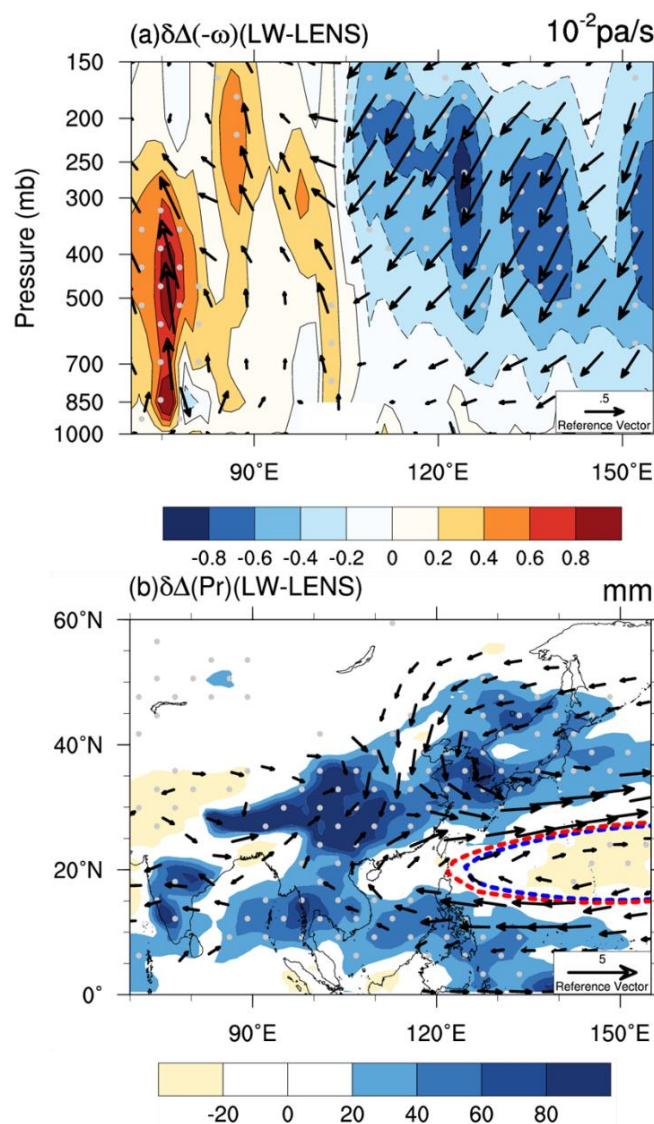 (a)δΔ(-ω)(LW-LENS) 10⁻²pa/s
150
200
250
300
400
500
700
850
1000
Pressure (mb)
.5
Reference Vector
90°E 120°E 150°E
-0.8 -0.6 -0.4 -0.2 0 0.2 0.4 0.6 0.8
(b)δΔ(Pr)(LW-LENS) mm
60°N
40°N
20°N
0°
5
Reference Vector
90°E 120°E 150°E
-20 0 20 40 60 80